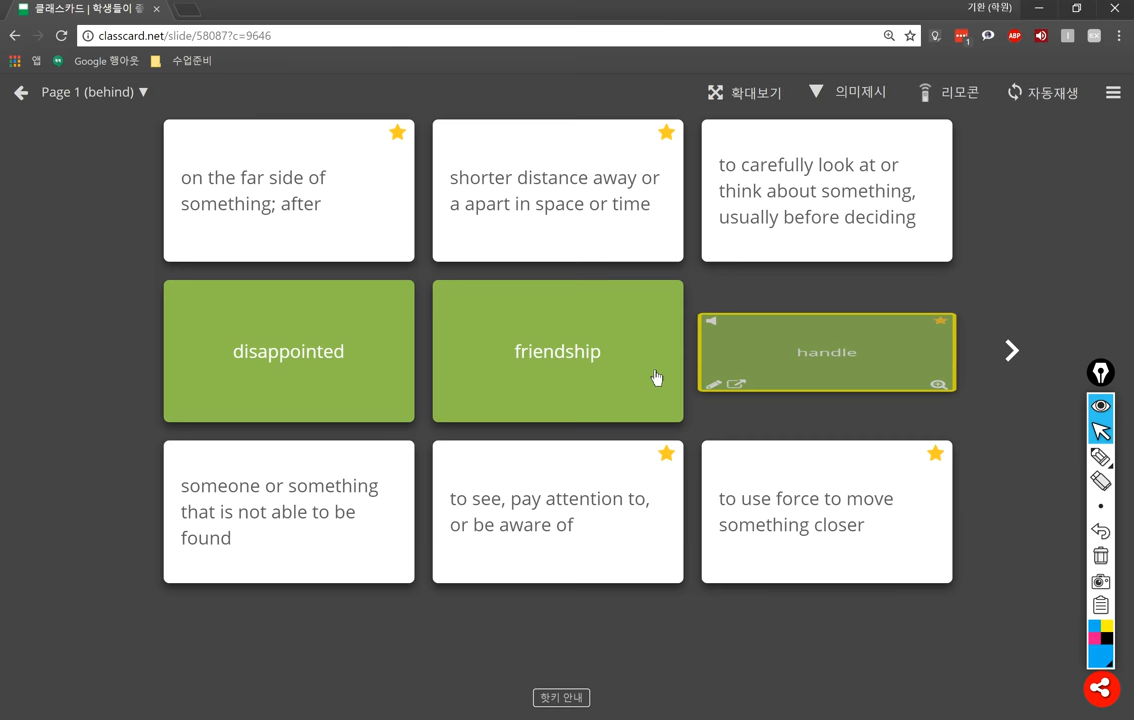 클래스카드 | 학생들이 즐
기환 (학원)
classcard.net/slide/58087?c=9646
1
ABP
앱
Google 행아웃
수업준비
Page 1 (behind) ▼
확대보기
의미제시
리모콘
자동재생
on the far side of
something; after
shorter distance away or
a apart in space or time
to carefully look at or
think about something,
usually before deciding
disappointed
friendship
handle
someone or something
that is not able to be
found
to see, pay attention to,
or be aware of
to use force to move
something closer
핫키 안내